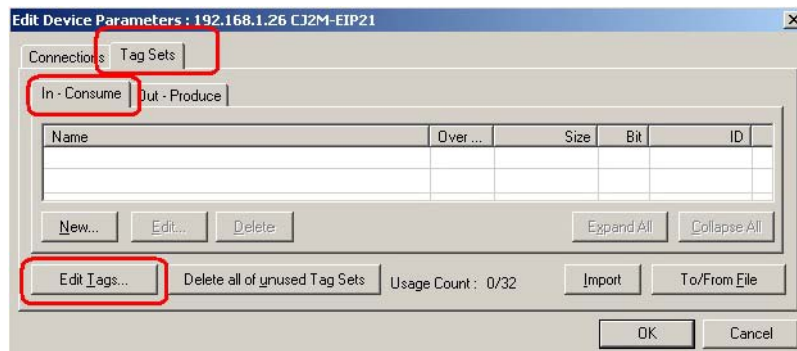 Edit Device Parameters : 192.168.1.26 CJ2M-EIP21
Connections Tag Sets
In - Consume Out - Produce
Name Over ... Size Bit ID
New... Edit... Delete Expand All Collapse All
Edit Tags... Delete all of unused Tag Sets Usage Count : 0/32 Import To/From File
OK Cancel